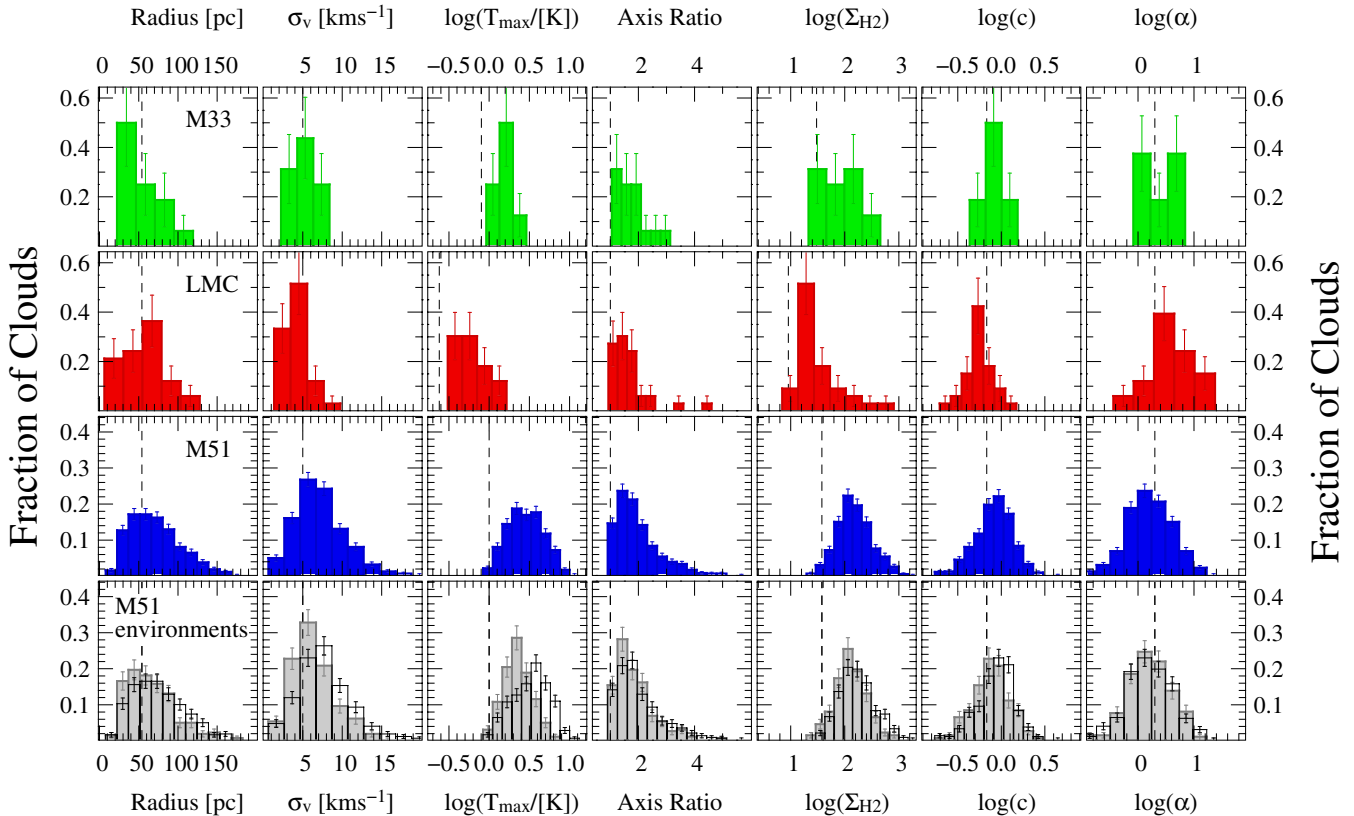 Radius [pc] σv [kms⁻¹] log(Tmax/[K]) Axis Ratio log(ΣH2) log(c) log(α)
0 50 100 150 5 10 15 −0.5 0.0 0.5 1.0 2 4 1 2 3 −0.5 0.0 0.5 0 1
Fraction of Clouds
Fraction of Clouds
M33
0.6 0.6
0.4 0.4
0.2 0.2
LMC
0.6 0.6
0.4 0.4
0.2 0.2
M51
0.4 0.4
0.3 0.3
0.2 0.2
0.1 0.1
M51
environments
0.4 0.4
0.3 0.3
0.2 0.2
0.1 0.1
0 50 100 150 5 10 15 −0.5 0.0 0.5 1.0 2 4 1 2 3 −0.5 0.0 0.5 0 1
Radius [pc] σv [kms⁻¹] log(Tmax/[K]) Axis Ratio log(ΣH2) log(c) log(α)